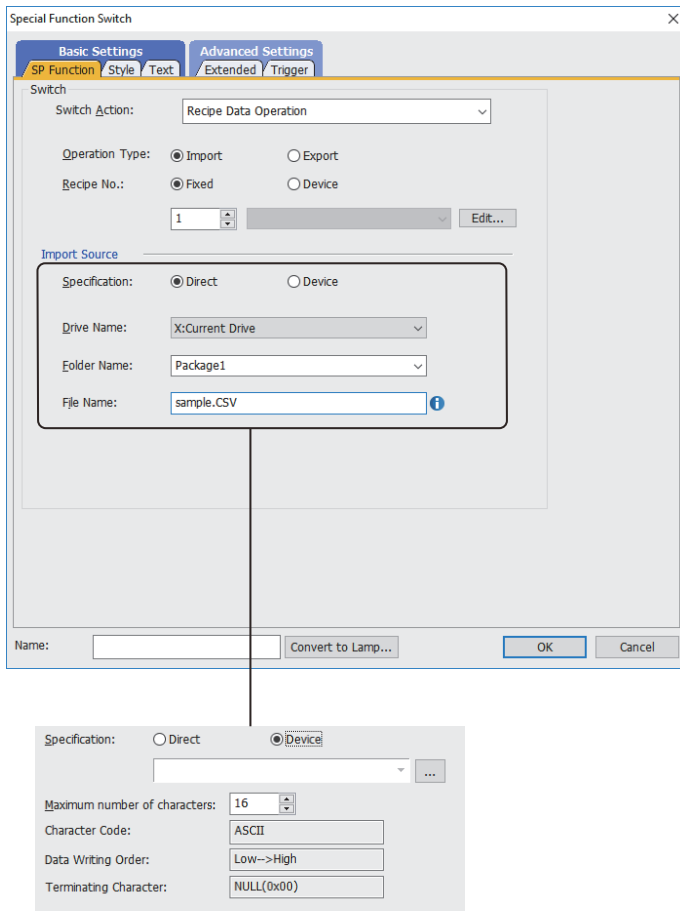 Special Function Switch
Basic Settings Advanced Settings
SP Function Style Text Extended Trigger
Switch
Switch Action: Recipe Data Operation
Operation Type: Import Export
Recipe No.: Fixed Device
1 Edit...
Import Source
Specification: Direct Device
Drive Name: X:Current Drive
Folder Name: Package1
File Name: sample.CSV
Name: Convert to Lamp... OK Cancel
Specification: Direct Device
...
Maximum number of characters: 16
Character Code: ASCII
Data Writing Order: Low-->High
Terminating Character: NULL(0x00)